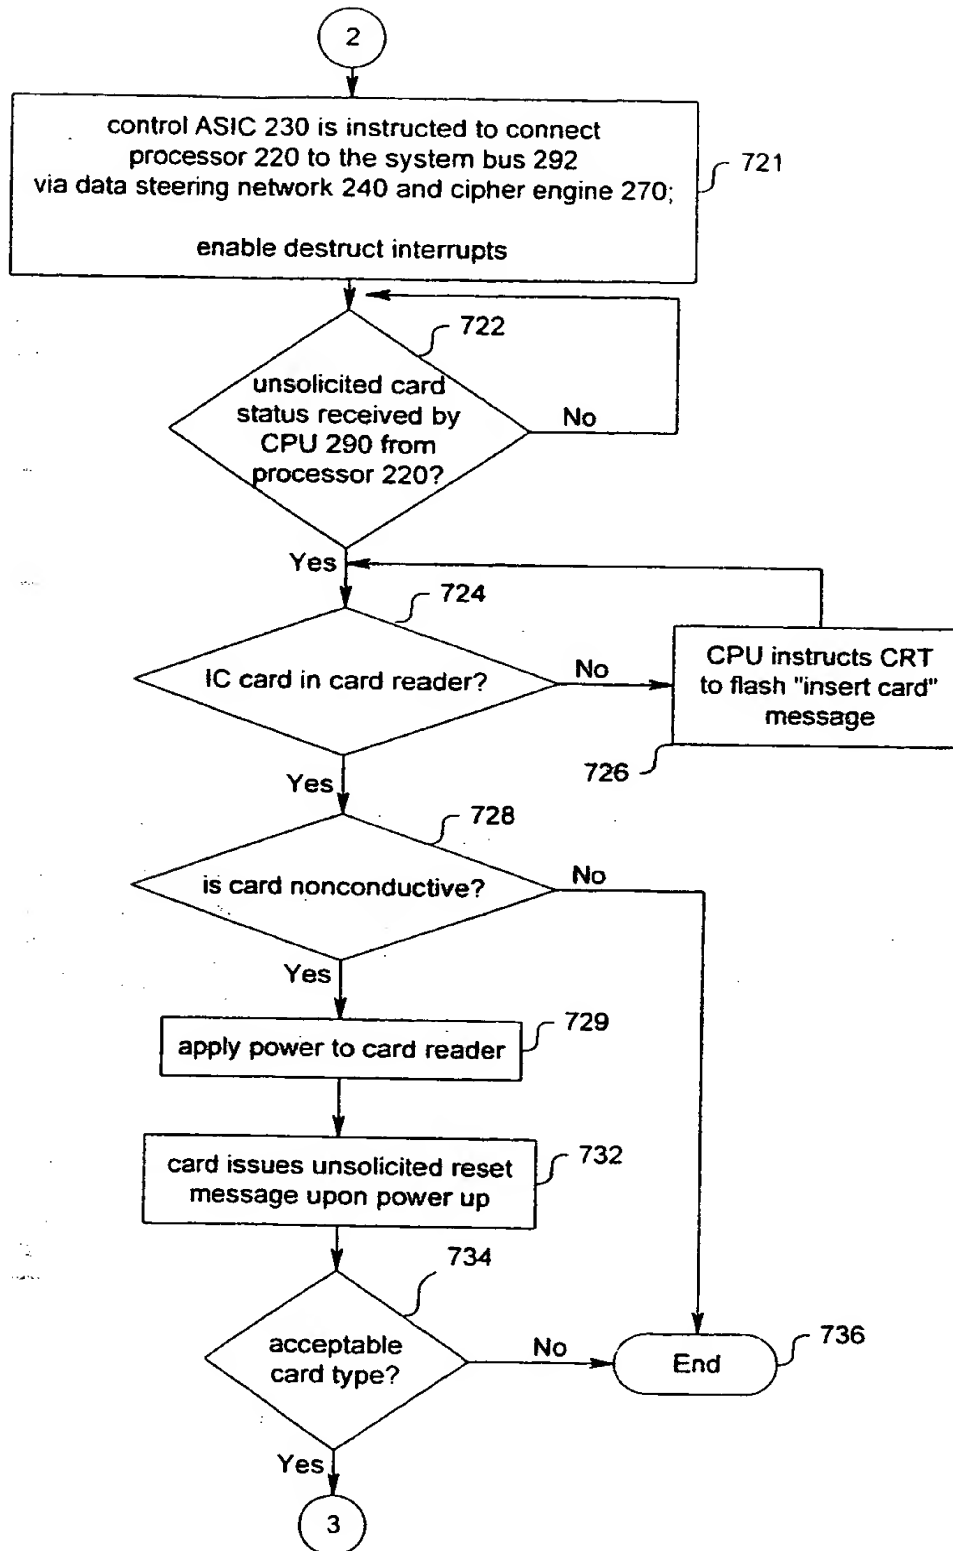 2
control ASIC 230 is instructed to connect
processor 220 to the system bus 292
via data steering network 240 and cipher engine 270;
enable destruct interrupts
721
722
unsolicited card
status received by
CPU 290 from
processor 220?
No
Yes
724
IC card in card reader?
No
CPU instructs CRT
to flash "insert card"
message
726
Yes
728
is card nonconductive?
No
Yes
729
apply power to card reader
card issues unsolicited reset
message upon power up
732
734
acceptable
card type?
No
End
736
Yes
3